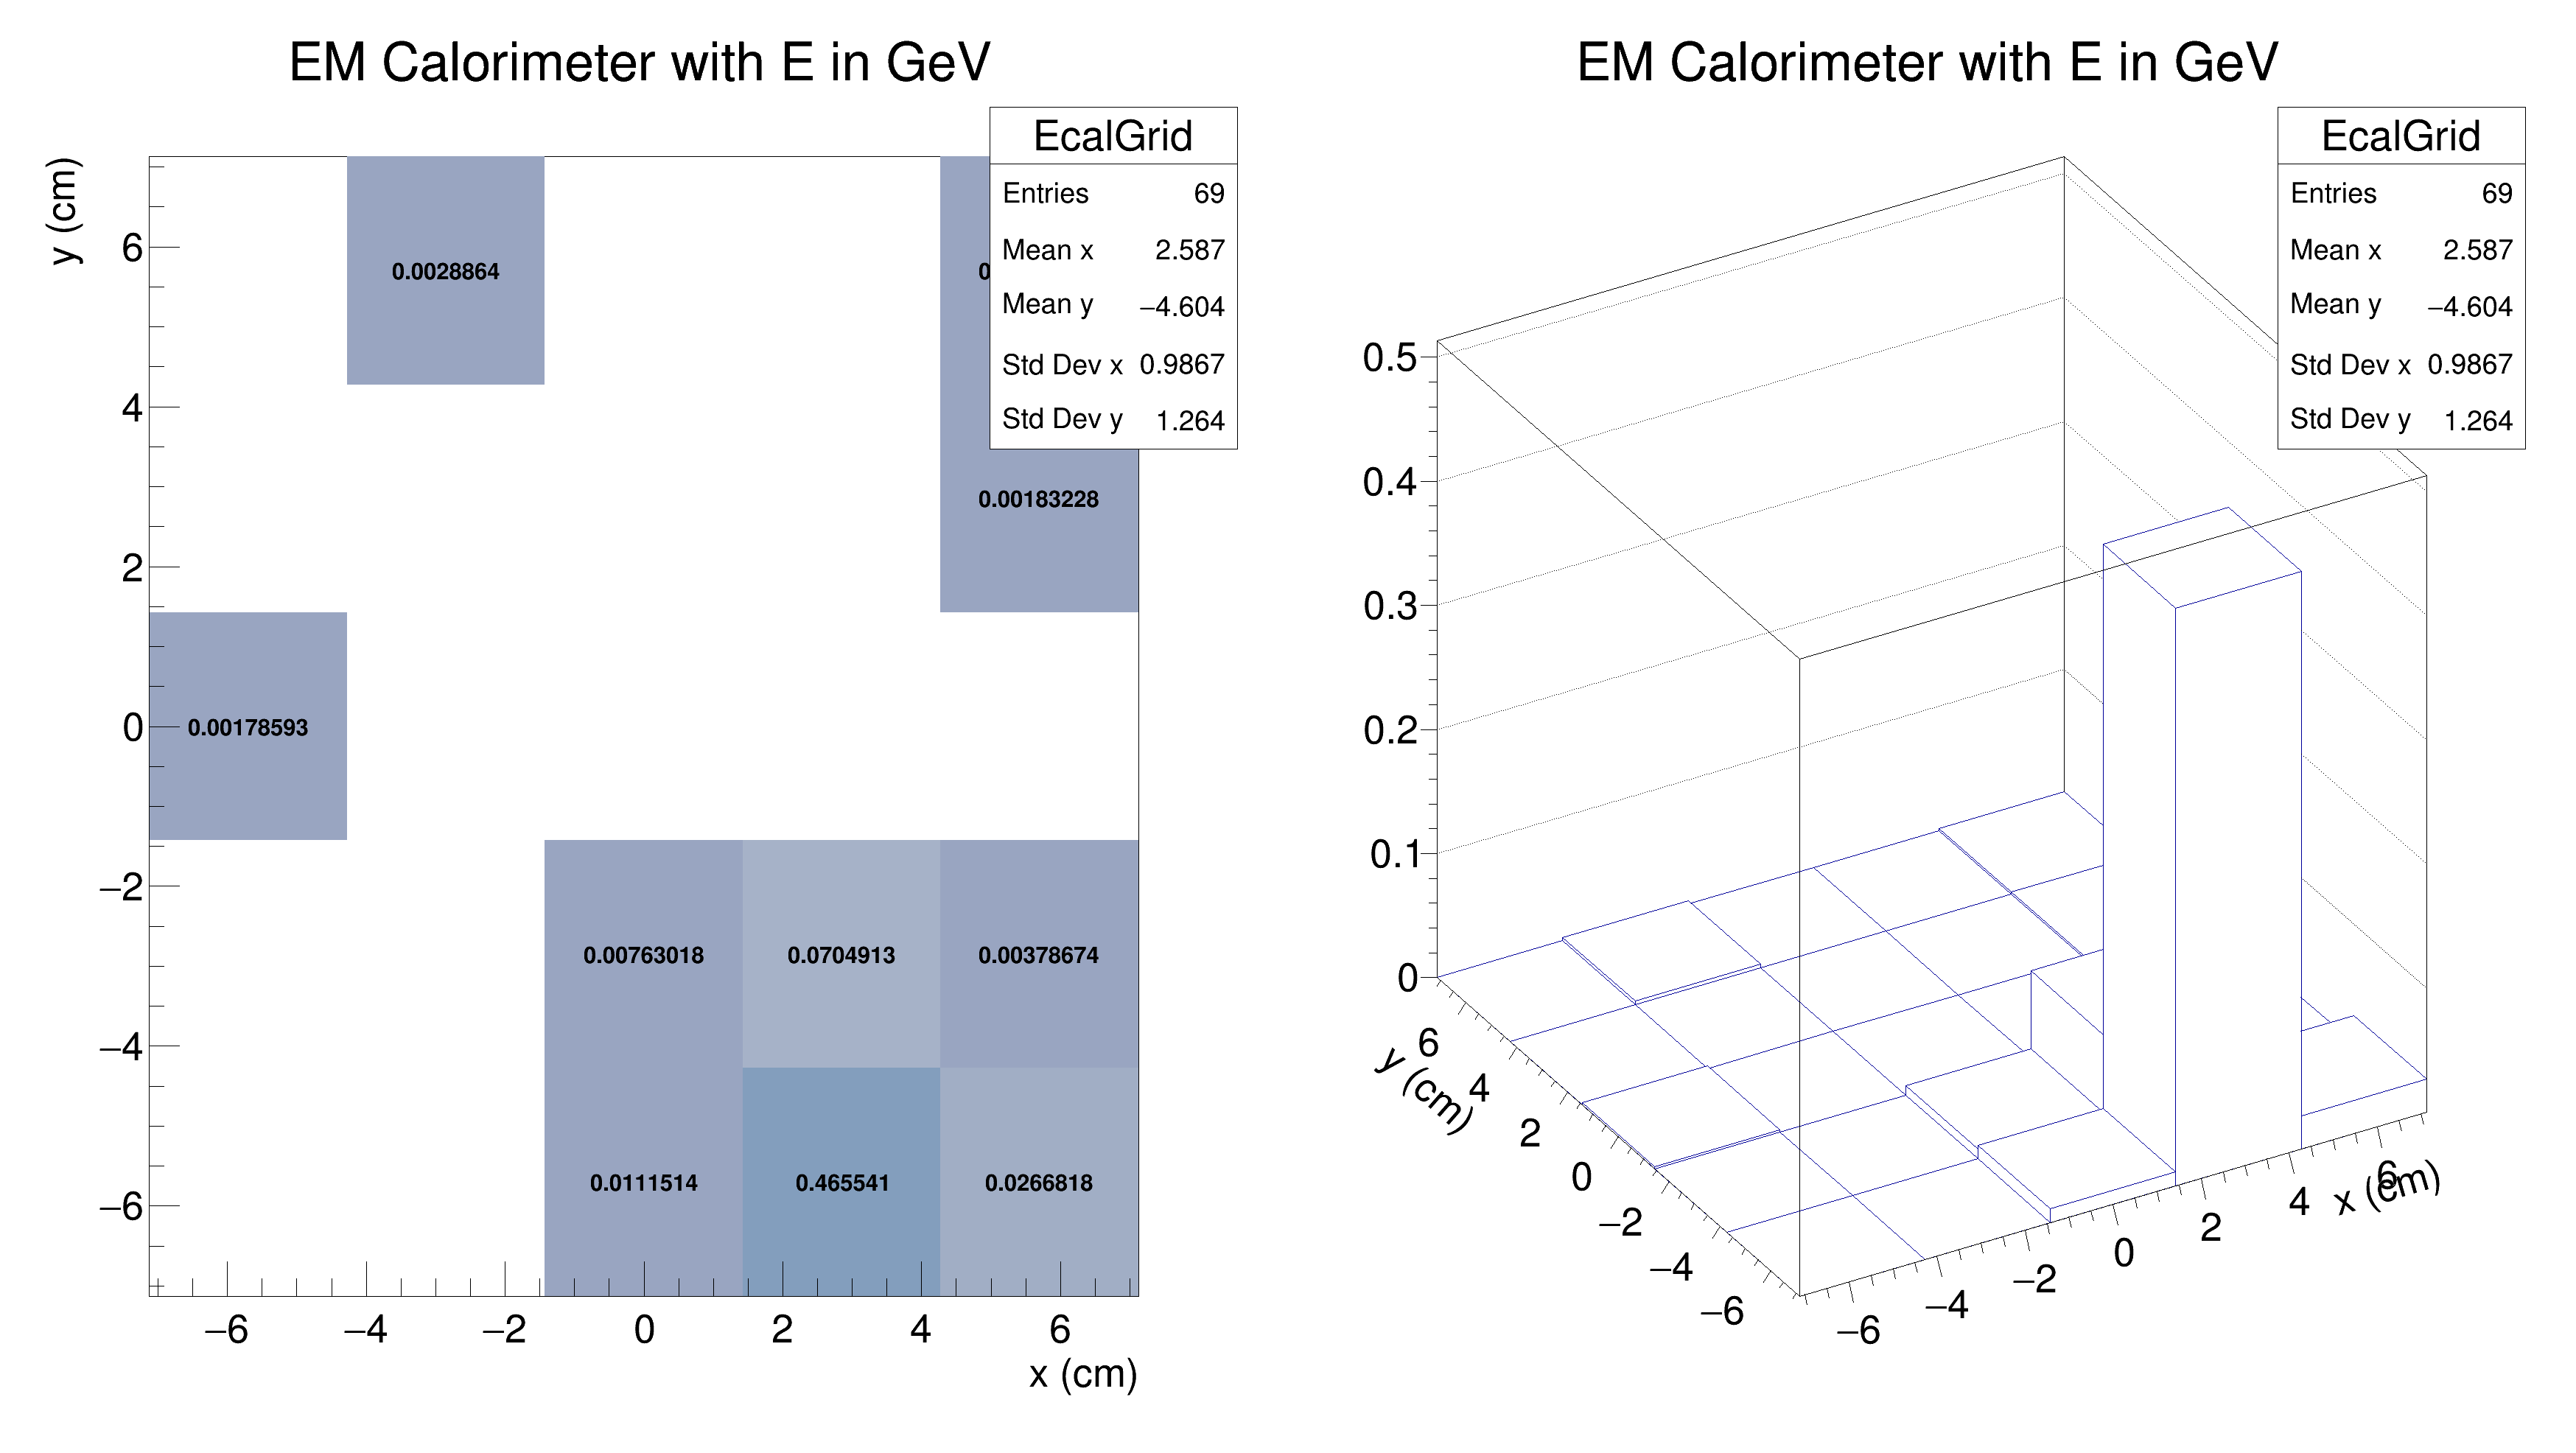 EM Calorimeter with E in GeV
EcalGrid
Entries 69
Mean x 2.587
Mean y −4.604
Std Dev x 0.9867
Std Dev y 1.264
y (cm)
6
4
2
0
−2
−4
−6
0.0028864
0
0.00183228
0.00178593
0.00763018 0.0704913 0.00378674
0.0111514 0.465541 0.0266818
−6 −4 −2 0 2 4 6
x (cm)
EM Calorimeter with E in GeV
EcalGrid
Entries 69
Mean x 2.587
Mean y −4.604
Std Dev x 0.9867
Std Dev y 1.264
0.5
0.4
0.3
0.2
0.1
0
y (cm)
6
4
2
0
−2
−4
−6
−6
−4
−2
0
2
4
6
x (cm)